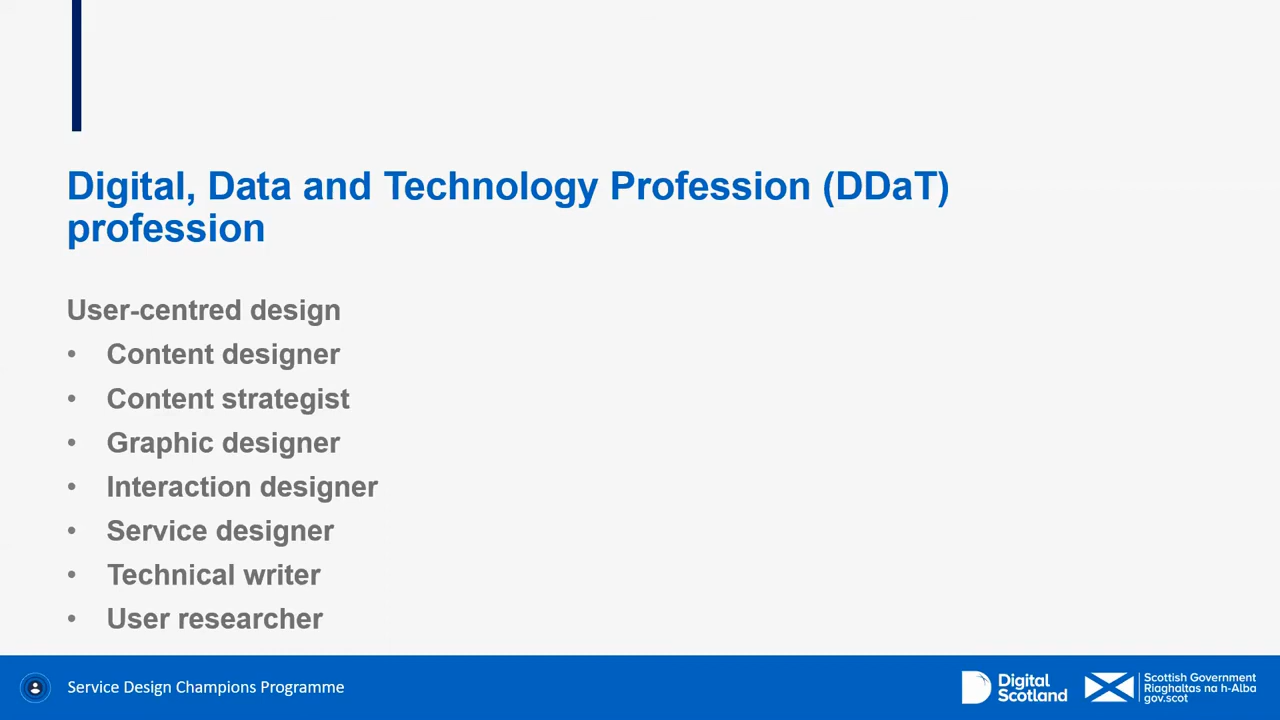 Digital, Data and Technology Profession (DDaT)
profession
User-centred design
• Content designer
• Content strategist
• Graphic designer
• Interaction designer
• Service designer
• Technical writer
• User researcher
Service Design Champions Programme
Digital
Scotland
Scottish Government
Riaghaltas na h-Alba
gov.scot